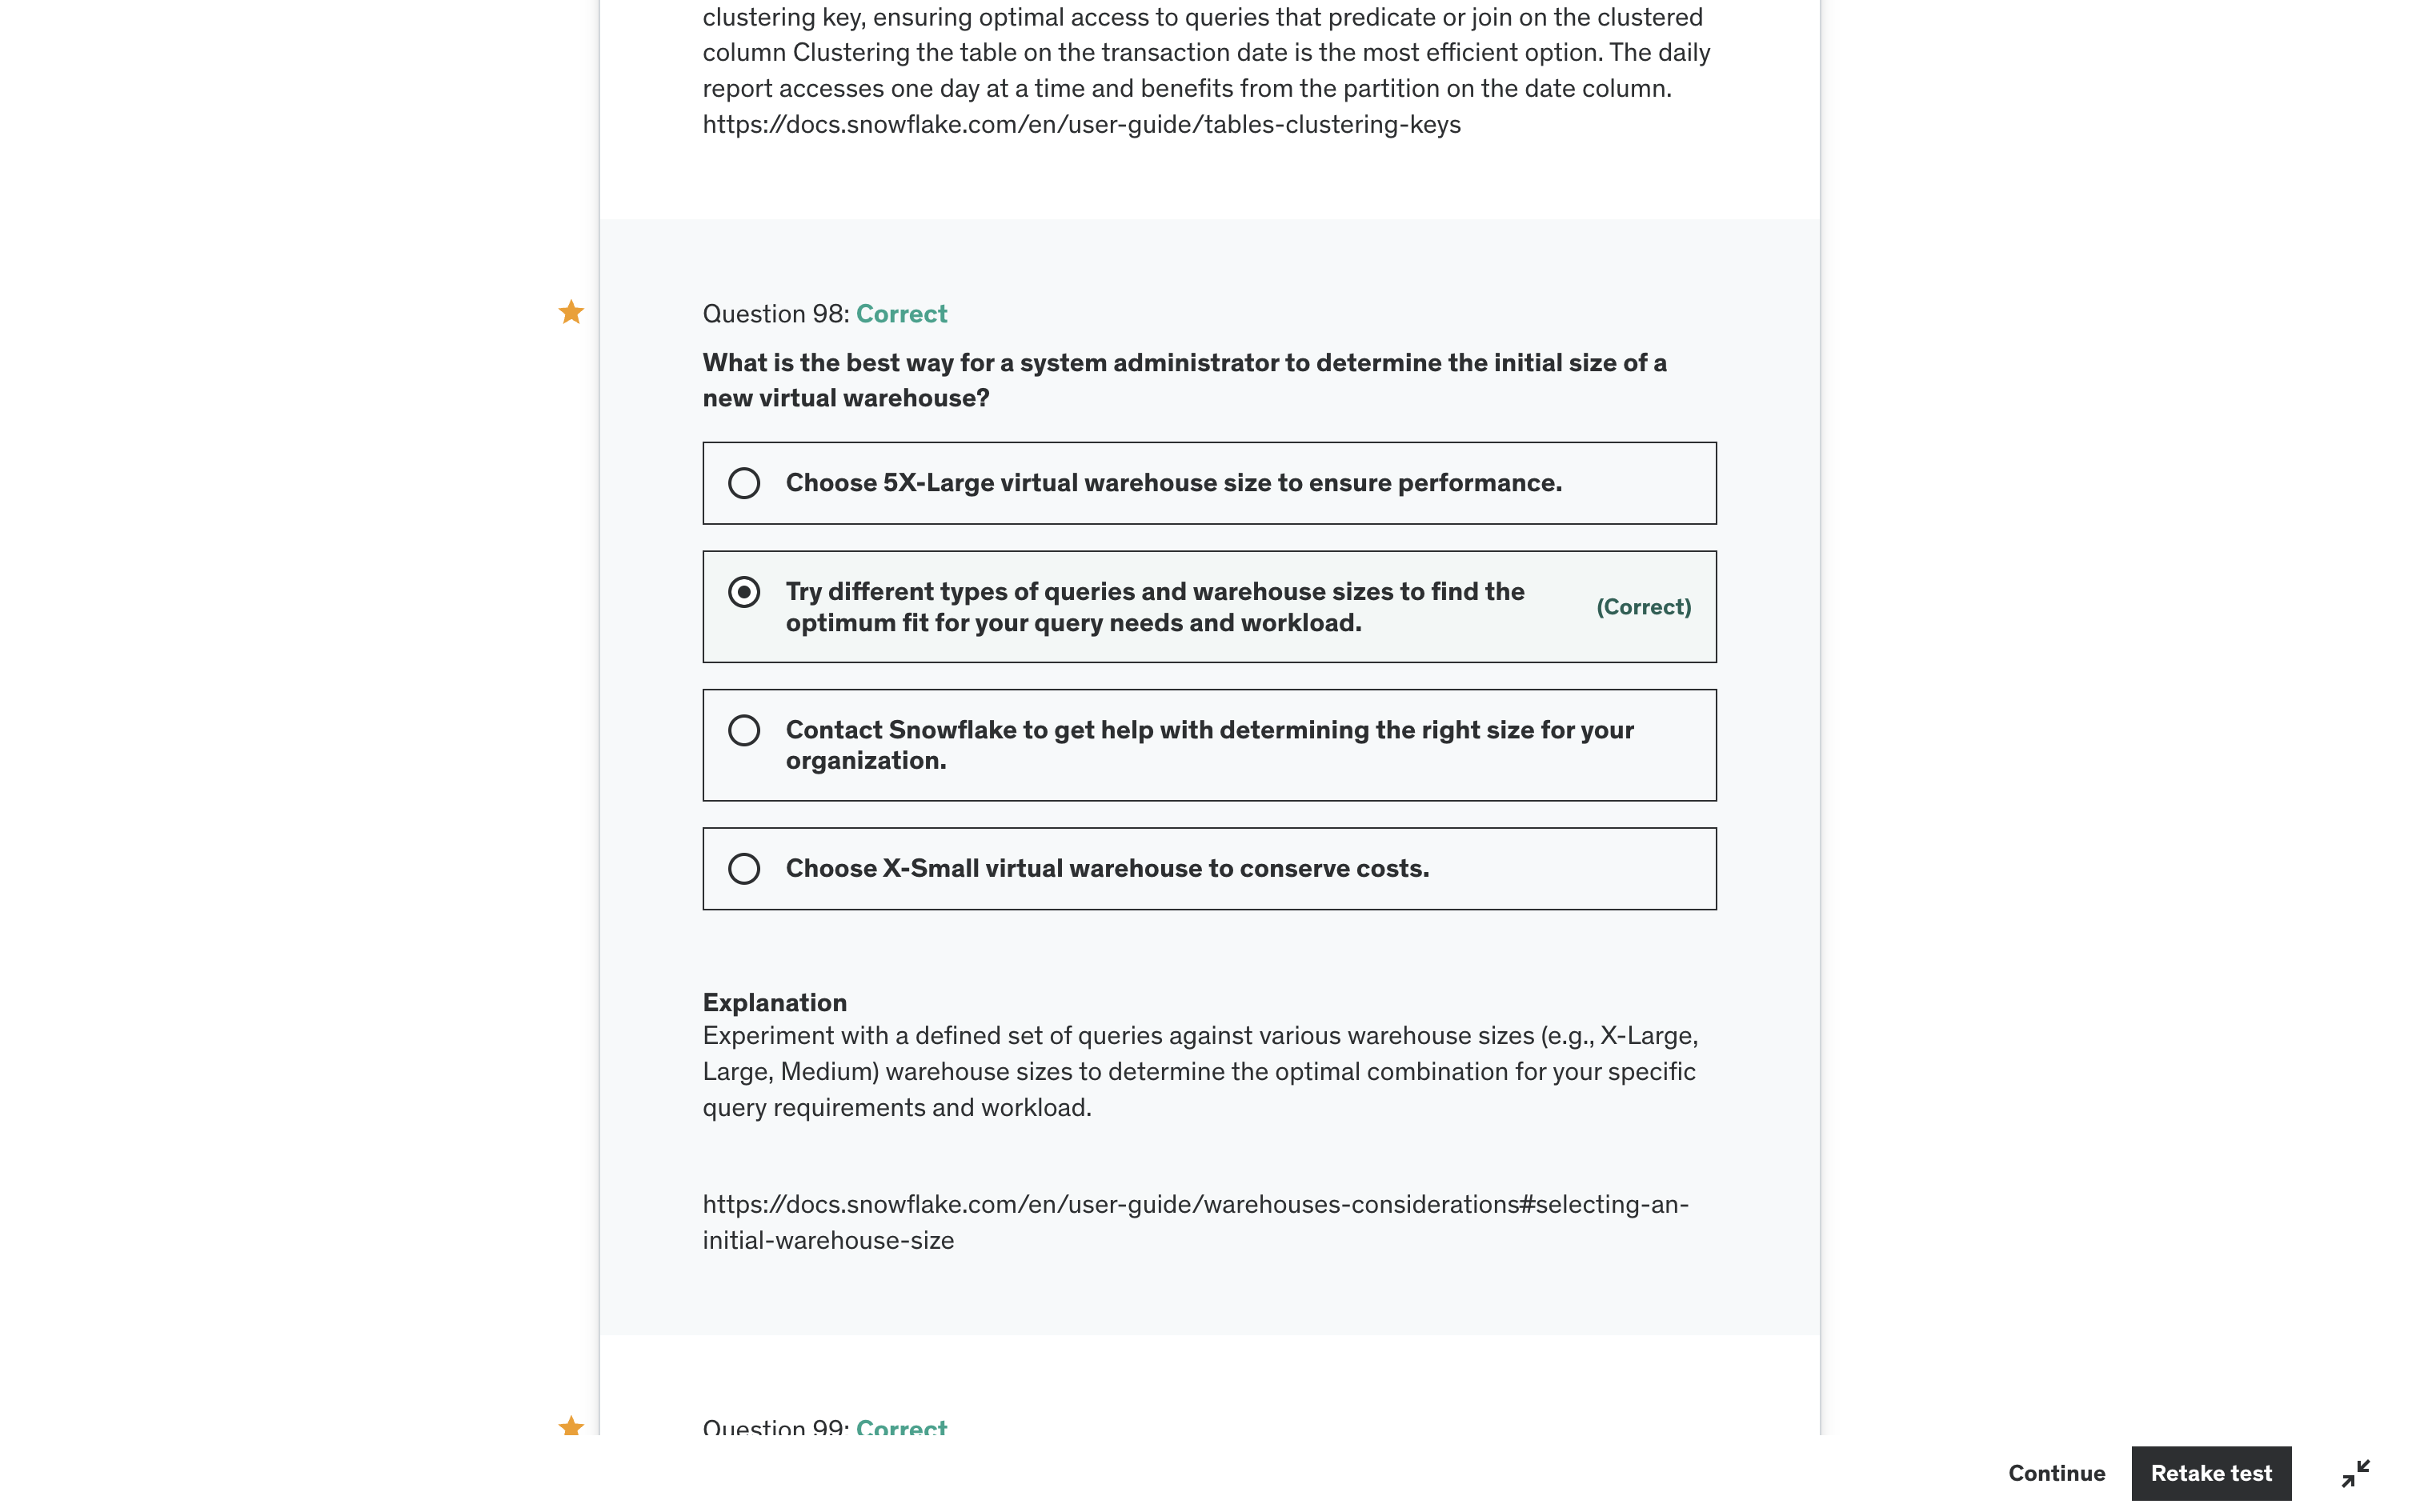 clustering key, ensuring optimal access to queries that predicate or join on the clustered
column Clustering the table on the transaction date is the most efficient option. The daily
report accesses one day at a time and benefits from the partition on the date column.
https://docs.snowflake.com/en/user-guide/tables-clustering-keys
Question 98: Correct
What is the best way for a system administrator to determine the initial size of a
new virtual warehouse?
Choose 5X-Large virtual warehouse size to ensure performance.
Try different types of queries and warehouse sizes to find the
optimum fit for your query needs and workload.
(Correct)
Contact Snowflake to get help with determining the right size for your
organization.
Choose X-Small virtual warehouse to conserve costs.
Explanation
Experiment with a defined set of queries against various warehouse sizes (e.g., X-Large,
Large, Medium) warehouse sizes to determine the optimal combination for your specific
query requirements and workload.
https://docs.snowflake.com/en/user-guide/warehouses-considerations#selecting-an-
initial-warehouse-size
Question 99: Correct
Continue
Retake test